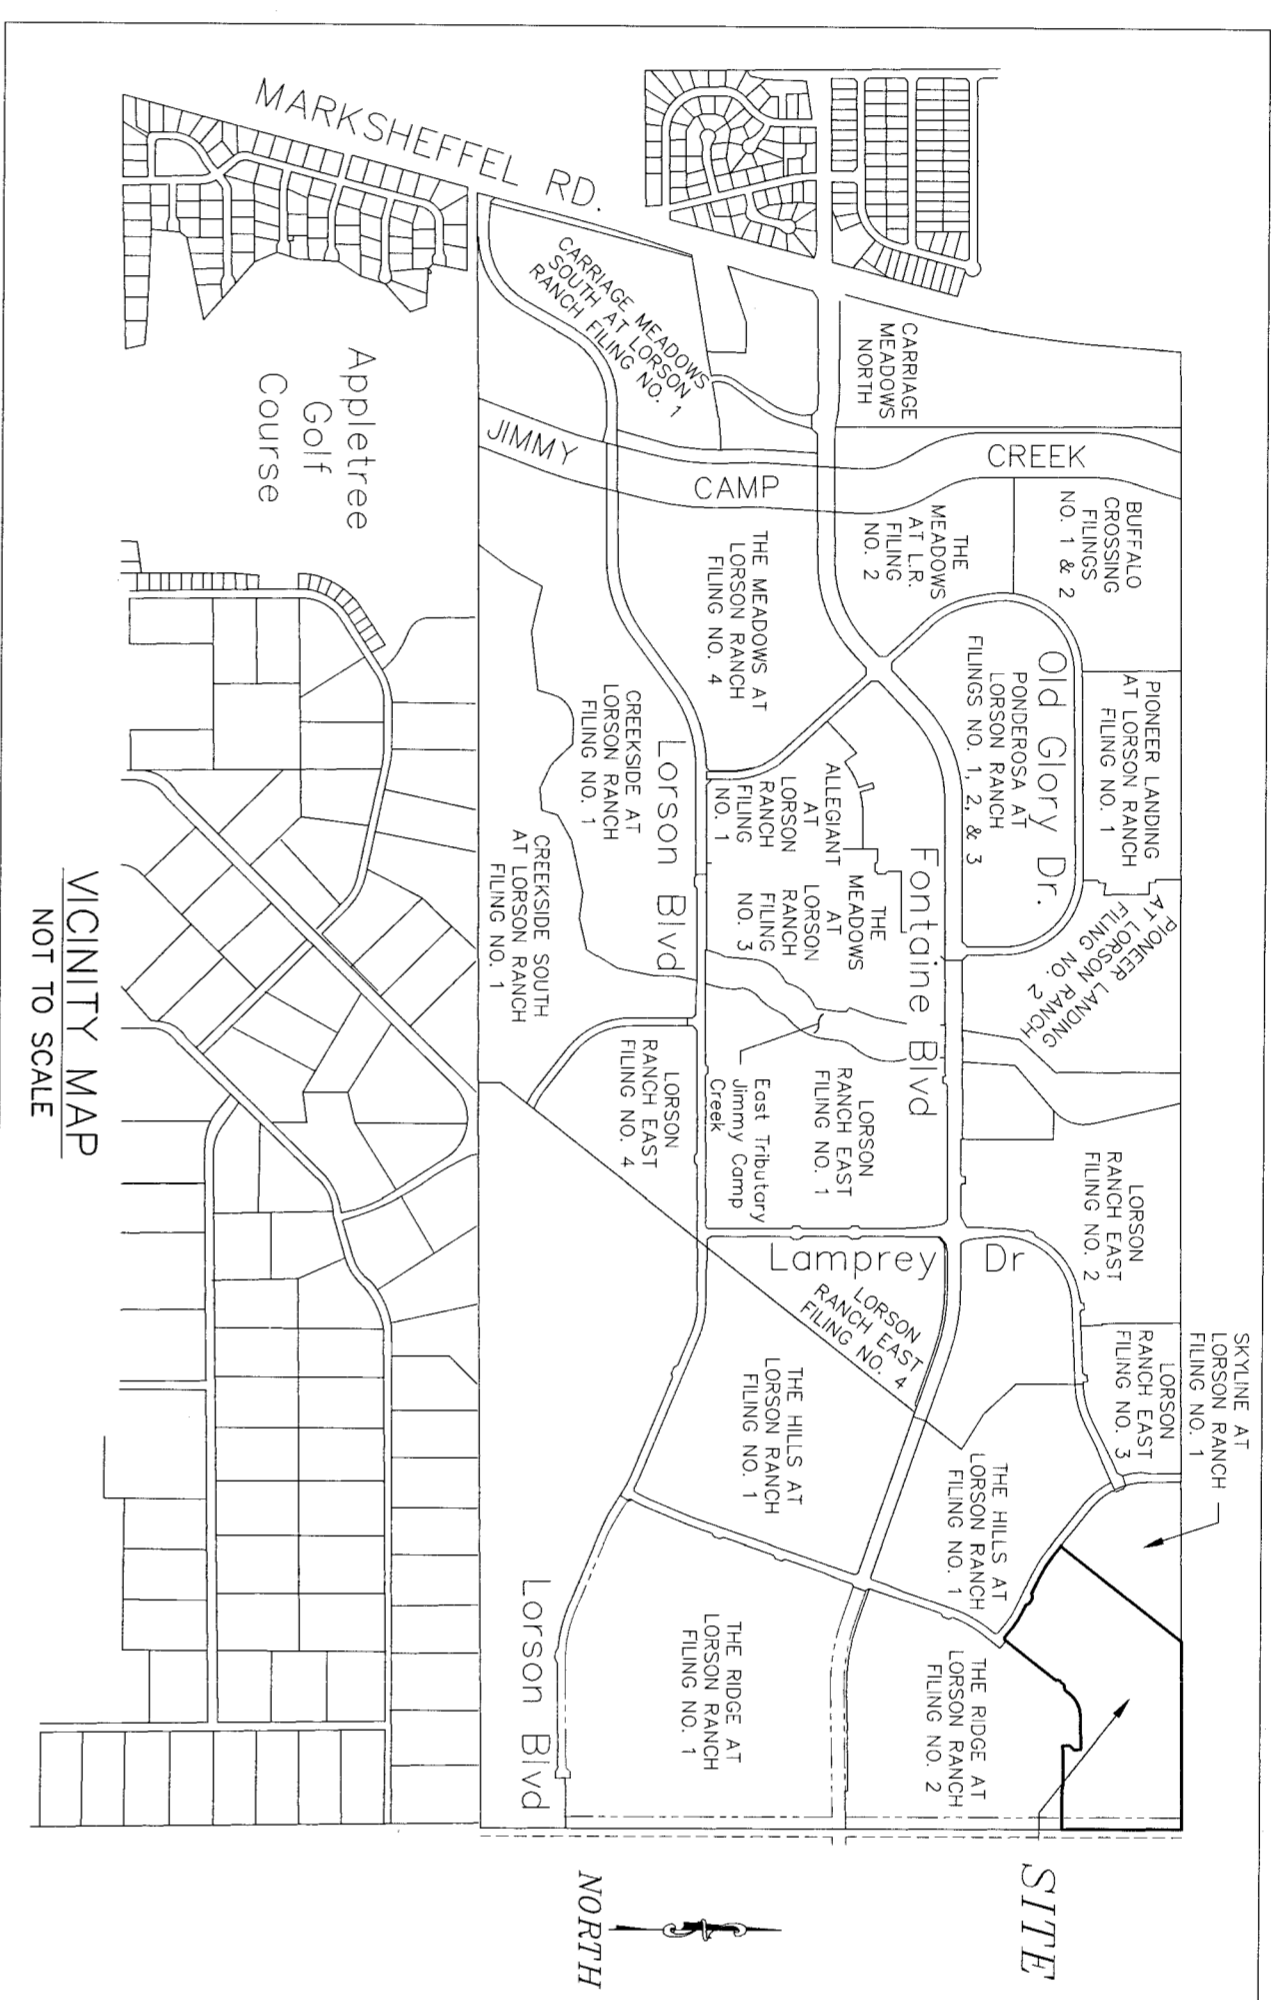 MARKSHEFFEL RD.
CARRIAGE MEADOWS
SOUTH AT LORSON
RANCH FILING NO. 1
CARRIAGE
MEADOWS
NORTH
JIMMY
CAMP
CREEK
BUFFALO
CROSSING
FILINGS
NO. 1 & 2
THE
MEADOWS
AT L.R.
FILING
NO. 2
THE MEADOWS AT
LORSON RANCH
FILING NO. 4
Old Glory Dr.
PONDEROSA AT
LORSON RANCH
FILINGS NO. 1, 2, & 3
PIONEER LANDING
AT LORSON RANCH
FILING NO. 1
PIONEER LANDING
AT LORSON RANCH
FILING NO. 2
Appletree
Golf
Course
CREEKSIDE AT
LORSON RANCH
FILING NO. 1
Lorson Blvd
ALLEGIANT
AT
LORSON
RANCH
FILING
NO. 1
THE
MEADOWS
AT
LORSON
RANCH
FILING
NO. 3
Fontaine Blvd
CREEKSIDE SOUTH
AT LORSON RANCH
FILING NO. 1
LORSON
RANCH EAST
FILING NO. 4
East Tributary
Jimmy Camp
Creek
LORSON
RANCH EAST
FILING NO. 1
LORSON
RANCH EAST
FILING NO. 2
Lamprey Dr
LORSON
RANCH EAST
FILING NO. 4
LORSON
RANCH EAST
FILING NO. 3
SKYLINE AT
LORSON RANCH
FILING NO. 1
THE HILLS AT
LORSON RANCH
FILING NO. 1
THE HILLS AT
LORSON RANCH
FILING NO. 1
THE RIDGE AT
LORSON RANCH
FILING NO. 1
THE RIDGE AT
LORSON RANCH
FILING NO. 2
Lorson Blvd
SITE
NORTH
VICINITY MAP
NOT TO SCALE